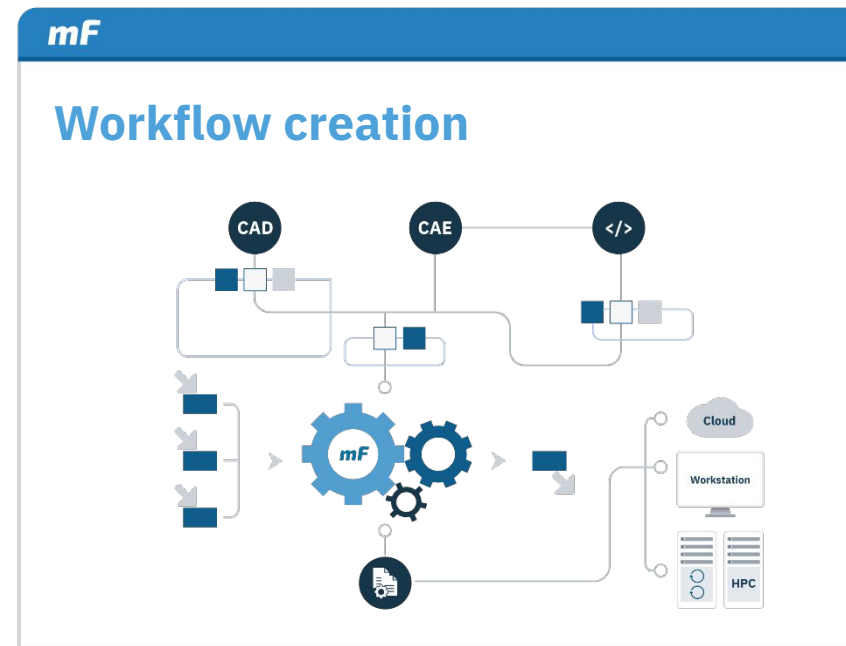 mF
Workflow creation
CAD
CAE
</>
mF
Cloud
Workstation
HPC